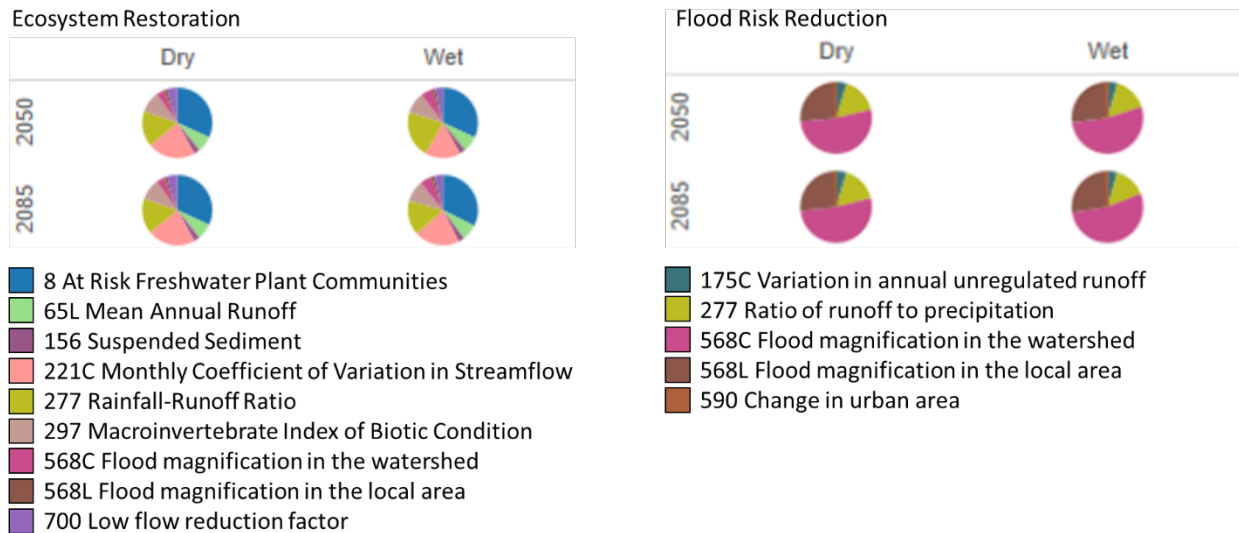 Ecosystem Restoration
Dry Wet
2050
2085
8 At Risk Freshwater Plant Communities
65L Mean Annual Runoff
156 Suspended Sediment
221C Monthly Coefficient of Variation in Streamflow
277 Rainfall-Runoff Ratio
297 Macroinvertebrate Index of Biotic Condition
568C Flood magnification in the watershed
568L Flood magnification in the local area
700 Low flow reduction factor
Flood Risk Reduction
Dry Wet
2050
2085
175C Variation in annual unregulated runoff
277 Ratio of runoff to precipitation
568C Flood magnification in the watershed
568L Flood magnification in the local area
590 Change in urban area